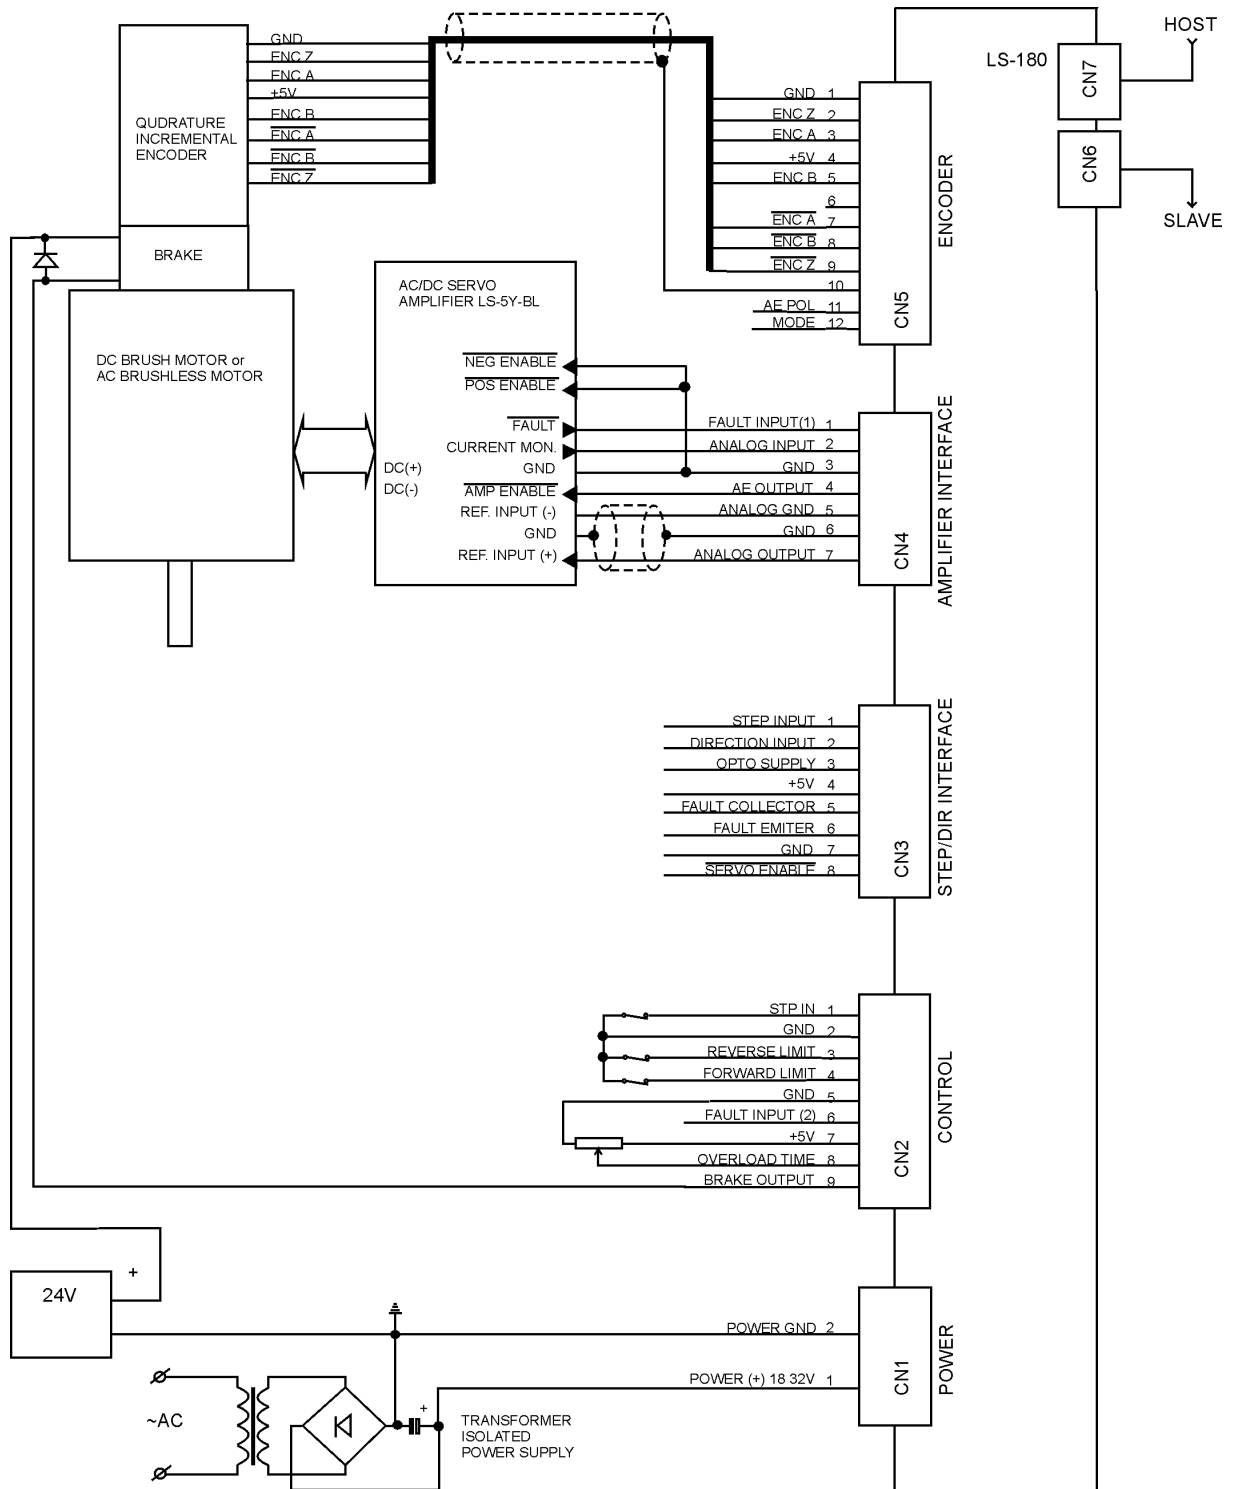 HOST
LS-180
CN7
CN6
SLAVE
GND
ENC Z
ENC A
+5V
ENC B
ENC A
ENC B
ENC Z
QUDRATURE
INCREMENTAL
ENCODER
BRAKE
DC BRUSH MOTOR or
AC BRUSHLESS MOTOR
GND 1
ENC Z 2
ENC A 3
+5V 4
ENC B 5
6
ENC A 7
ENC B 8
ENC Z 9
10
AE POL 11
MODE 12
CN5
ENCODER
AC/DC SERVO
AMPLIFIER LS-5Y-BL
NEG ENABLE
POS ENABLE
FAULT
CURRENT MON.
GND
AMP ENABLE
REF. INPUT (-)
GND
REF. INPUT (+)
DC(+)
DC(-)
FAULT INPUT(1) 1
ANALOG INPUT 2
GND 3
AE OUTPUT 4
ANALOG GND 5
GND 6
ANALOG OUTPUT 7
CN4
AMPLIFIER INTERFACE
STEP INPUT 1
DIRECTION INPUT 2
OPTO SUPPLY 3
+5V 4
FAULT COLLECTOR 5
FAULT EMITER 6
GND 7
SERVO ENABLE 8
CN3
STEP/DIR INTERFACE
STP IN 1
GND 2
REVERSE LIMIT 3
FORWARD LIMIT 4
GND 5
FAULT INPUT (2) 6
+5V 7
OVERLOAD TIME 8
BRAKE OUTPUT 9
CN2
CONTROL
24V
+
POWER GND 2
POWER (+) 18 32V 1
CN1
POWER
~AC
+
TRANSFORMER
ISOLATED
POWER SUPPLY